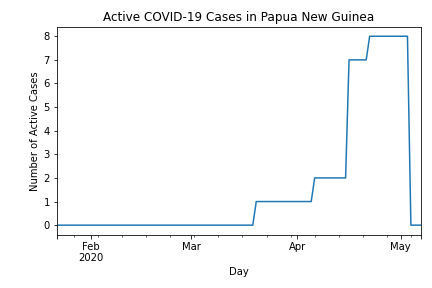 Active COVID-19 Cases in Papua New Guinea
Number of Active Cases
8
7
6
5
4
3
2
1
0
Feb
2020
Mar
Apr
May
Day